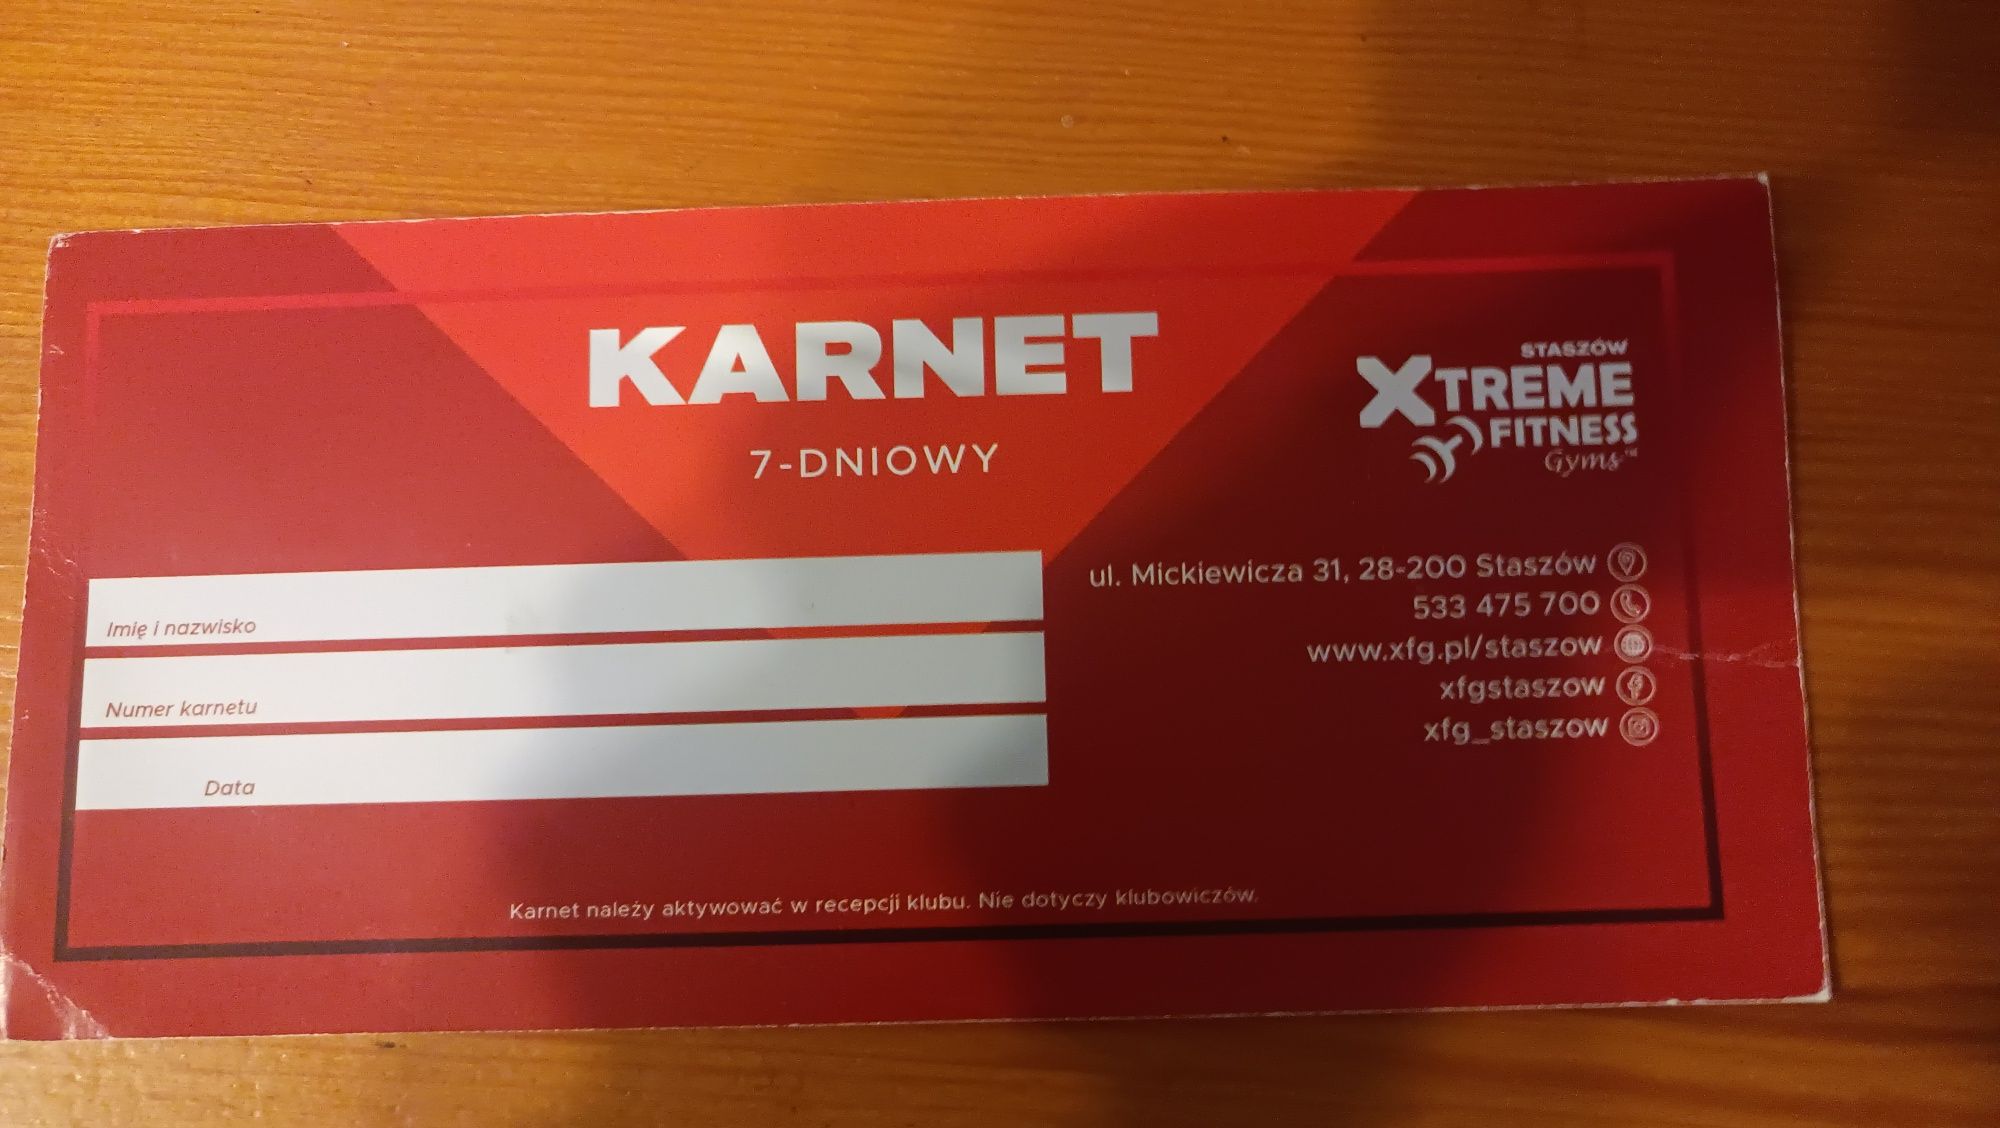 KARNET
7-DNIOWY
STASZÓW
XTREME
FITNESS
Gyms™
Imię i nazwisko
Numer karnetu
Data
ul. Mickiewicza 31, 28-200 Staszów
533 475 700
www.xfg.pl/staszow
xfgstaszow
xfg_staszow
Karnet należy aktywować w recepcji klubu. Nie dotyczy klubowiczów.